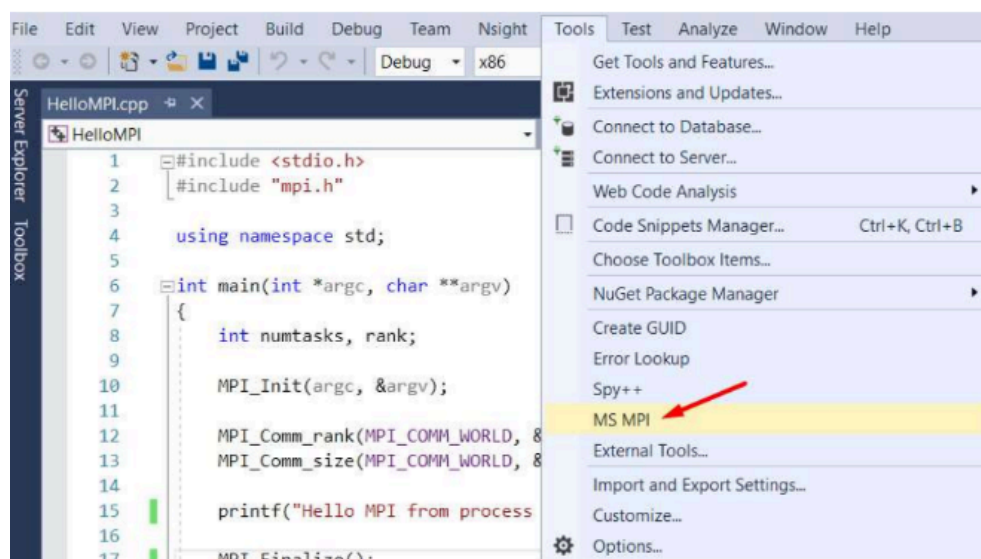 File Edit View Project Build Debug Team Nsight Tools Test Analyze Window Help
Debug x86
Server Explorer
Toolbox
HelloMPI.cpp
HelloMPI
1 #include <stdio.h>
2 #include "mpi.h"
3
4 using namespace std;
5
6 int main(int *argc, char **argv)
7 {
8 int numtasks, rank;
9
10 MPI_Init(argc, &argv);
11
12 MPI_Comm_rank(MPI_COMM_WORLD, &
13 MPI_Comm_size(MPI_COMM_WORLD, &
14
15 printf("Hello MPI from process
16
17 MPI_Finalize();
Get Tools and Features...
Extensions and Updates...
Connect to Database...
Connect to Server...
Web Code Analysis
Code Snippets Manager... Ctrl+K, Ctrl+B
Choose Toolbox Items...
NuGet Package Manager
Create GUID
Error Lookup
Spy++
MS MPI
External Tools...
Import and Export Settings...
Customize...
Options...